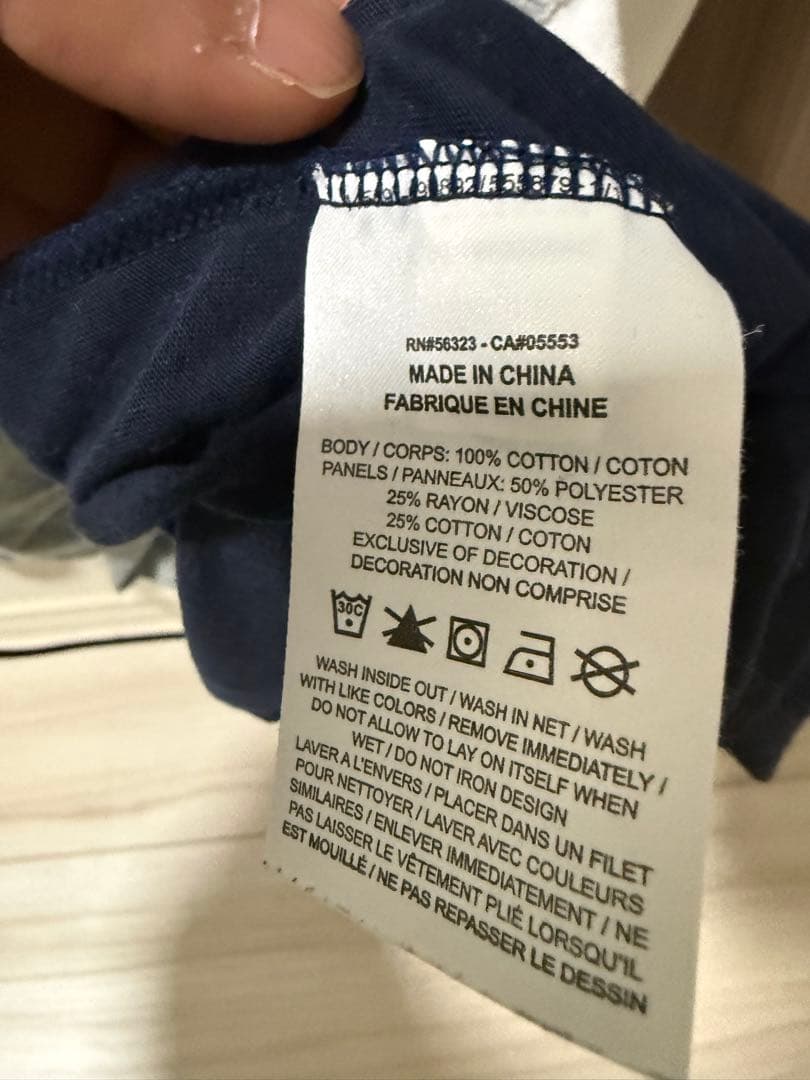 RN#56323 - CA#05553
MADE IN CHINA
FABRIQUE EN CHINE
BODY / CORPS: 100% COTTON / COTON
PANELS / PANNEAUX: 50% POLYESTER
25% RAYON / VISCOSE
25% COTTON / COTON
EXCLUSIVE OF DECORATION /
DECORATION NON COMPRISE
30C
WASH INSIDE OUT / WASH IN NET / WASH
WITH LIKE COLORS / REMOVE IMMEDIATELY /
DO NOT ALLOW TO LAY ON ITSELF WHEN
WET / DO NOT IRON DESIGN
LAVER A L'ENVERS / PLACER DANS UN FILET
POUR NETTOYER / LAVER AVEC COULEURS
SIMILAIRES / ENLEVER IMMEDIATEMENT / NE
PAS LAISSER LE VÊTEMENT PLIÉ LORSQU'IL
EST MOUILLÉ / NE PAS REPASSER LE DESSIN